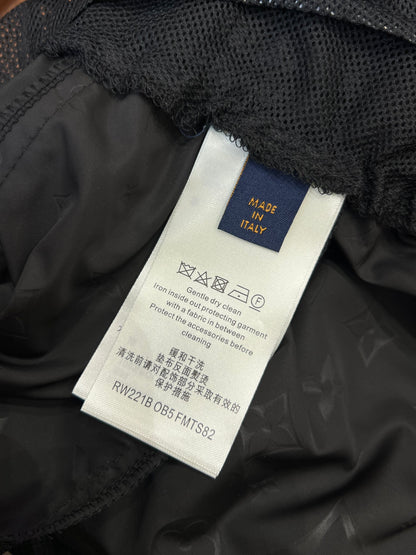 MADE
IN
ITALY
F
Gentle dry clean
Iron inside out protecting garment
with a fabric in between
Protect the accessories before
cleaning
缓和干洗
垫布反面熨烫
清洗前请对配饰部分采取有效的
保护措施
RW221B OB5 FMTS82